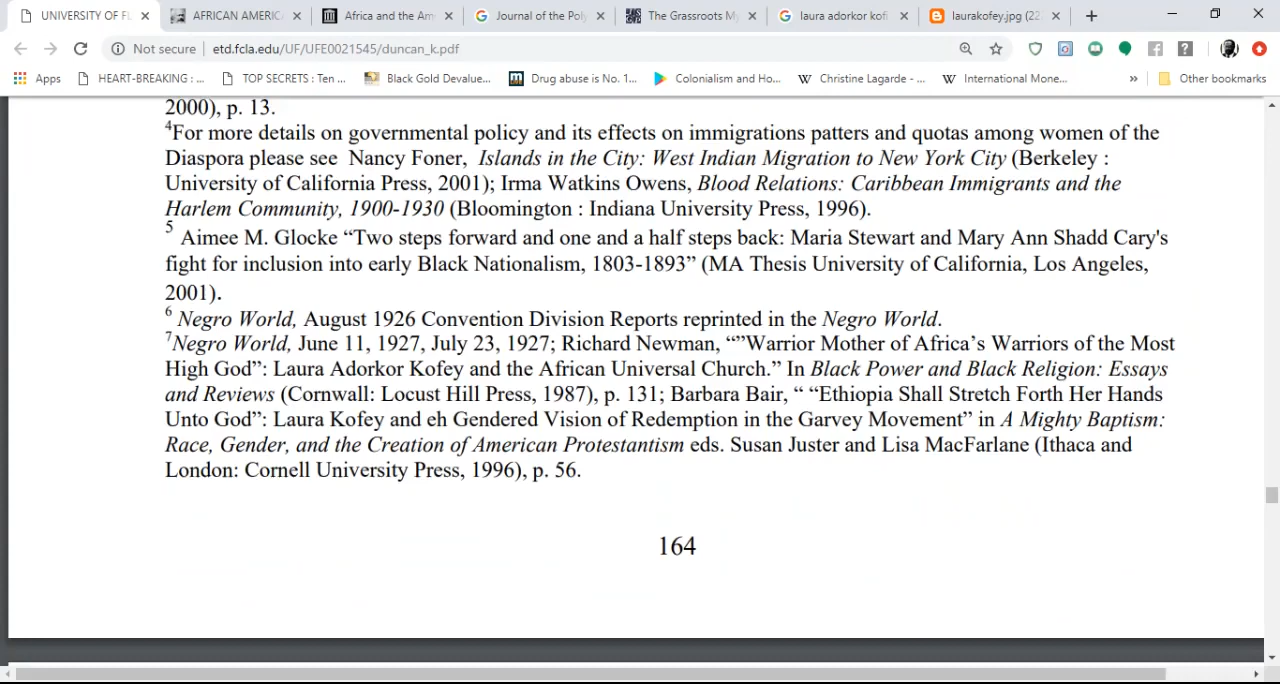 UNIVERSITY OF FL
AFRICAN AMERIC
Africa and the Am
Journal of the Poly
The Grassroots My
laura adorkor kofi
laurakofey.jpg (22
Not secure | etd.fcla.edu/UF/UFE0021545/duncan_k.pdf
Apps
HEART-BREAKING : ...
TOP SECRETS : Ten ...
Black Gold Devalue...
Drug abuse is No. 1...
Colonialism and Ho...
Christine Lagarde - ...
International Mone...
» Other bookmarks
2000), p. 13.
4For more details on governmental policy and its effects on immigrations patters and quotas among women of the
Diaspora please see Nancy Foner, Islands in the City: West Indian Migration to New York City (Berkeley :
University of California Press, 2001); Irma Watkins Owens, Blood Relations: Caribbean Immigrants and the
Harlem Community, 1900-1930 (Bloomington : Indiana University Press, 1996).
5 Aimee M. Glocke “Two steps forward and one and a half steps back: Maria Stewart and Mary Ann Shadd Cary's
fight for inclusion into early Black Nationalism, 1803-1893” (MA Thesis University of California, Los Angeles,
2001).
6 Negro World, August 1926 Convention Division Reports reprinted in the Negro World.
7Negro World, June 11, 1927, July 23, 1927; Richard Newman, “”Warrior Mother of Africa’s Warriors of the Most
High God”: Laura Adorkor Kofey and the African Universal Church.” In Black Power and Black Religion: Essays
and Reviews (Cornwall: Locust Hill Press, 1987), p. 131; Barbara Bair, “ “Ethiopia Shall Stretch Forth Her Hands
Unto God”: Laura Kofey and eh Gendered Vision of Redemption in the Garvey Movement” in A Mighty Baptism:
Race, Gender, and the Creation of American Protestantism eds. Susan Juster and Lisa MacFarlane (Ithaca and
London: Cornell University Press, 1996), p. 56.
164